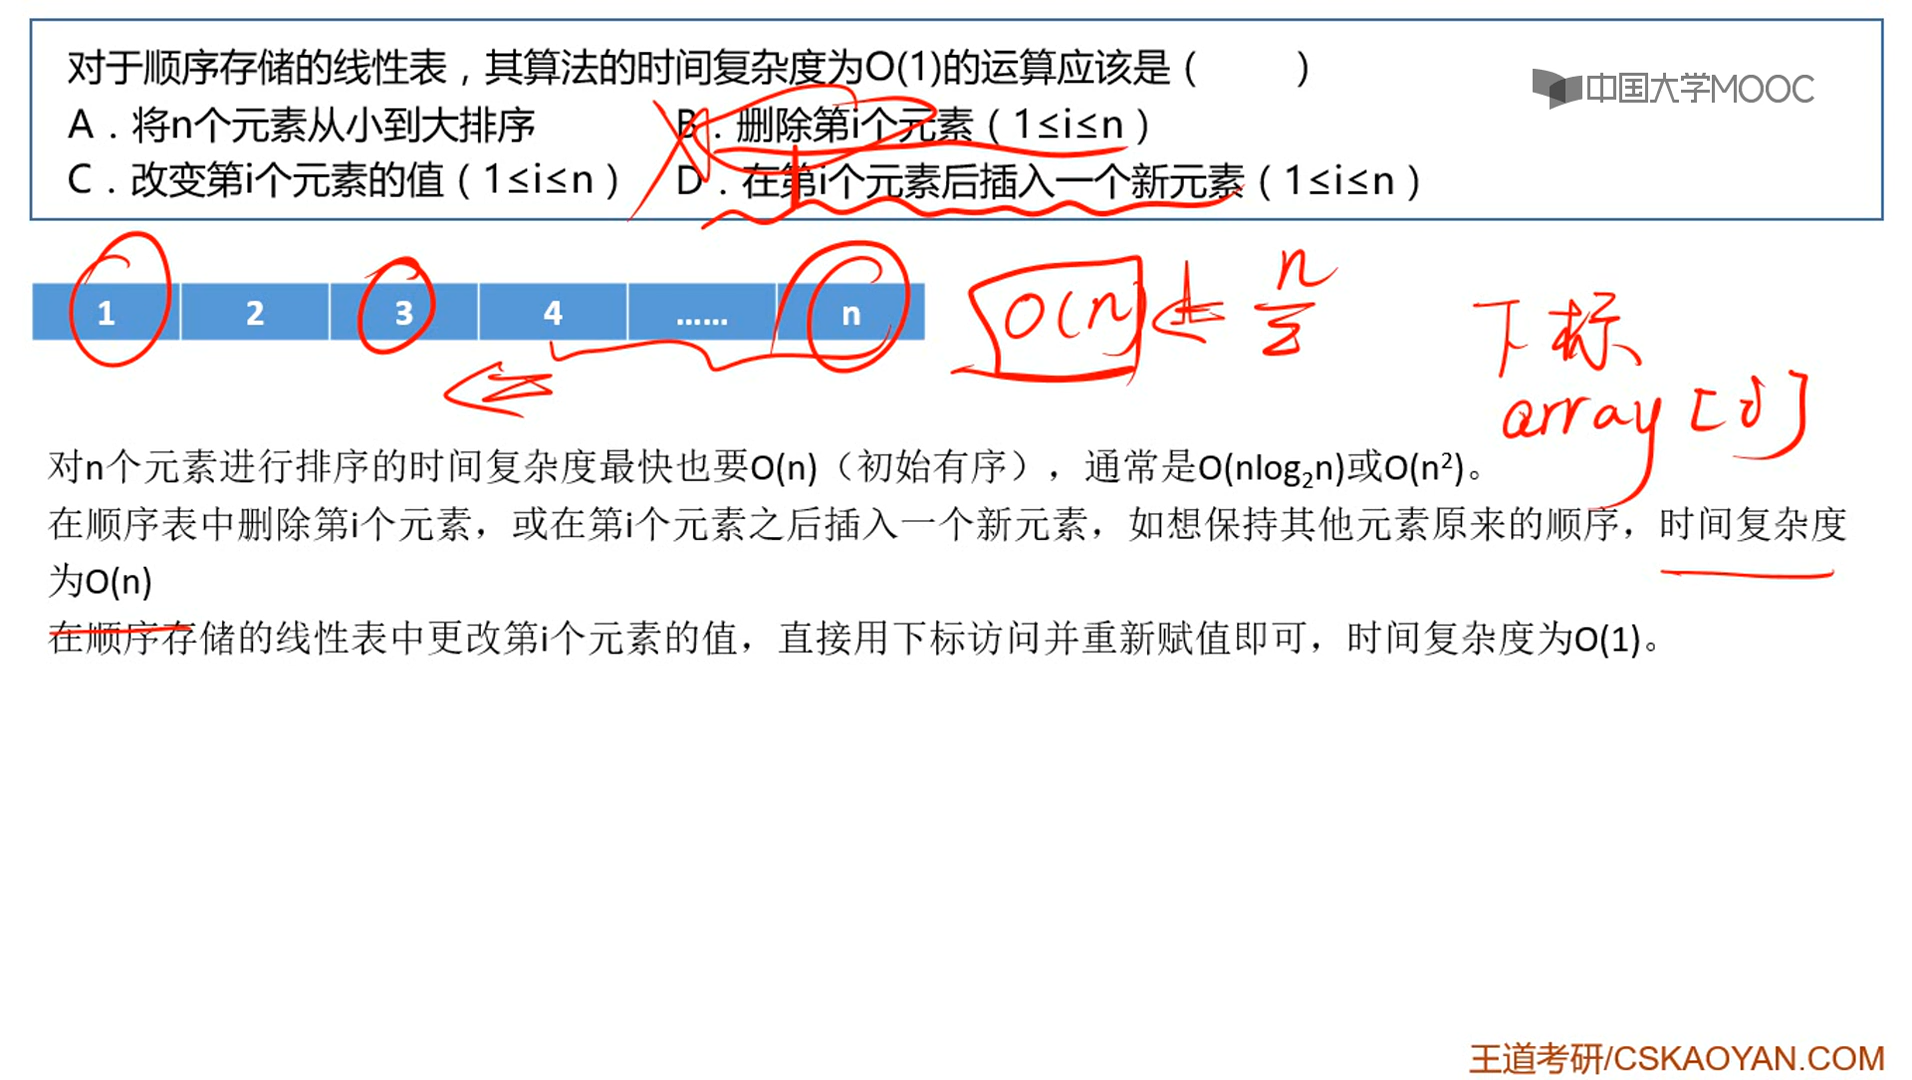 对于顺序存储的线性表，其算法的时间复杂度为O(1)的运算应该是（　　）
中国大学MOOC
A．将n个元素从小到大排序 B．删除第i个元素（1≤i≤n）
C．改变第i个元素的值（1≤i≤n） D．在第i个元素后插入一个新元素（1≤i≤n）
1 2 3 4 …… n
O(n) ← n/2
下标
array[i]
对n个元素进行排序的时间复杂度最快也要O(n)（初始有序），通常是O(nlog₂n)或O(n²)。
在顺序表中删除第i个元素，或在第i个元素之后插入一个新元素，如想保持其他元素原来的顺序，时间复杂度
为O(n)
在顺序存储的线性表中更改第i个元素的值，直接用下标访问并重新赋值即可，时间复杂度为O(1)。
王道考研/CSKAOYAN.COM